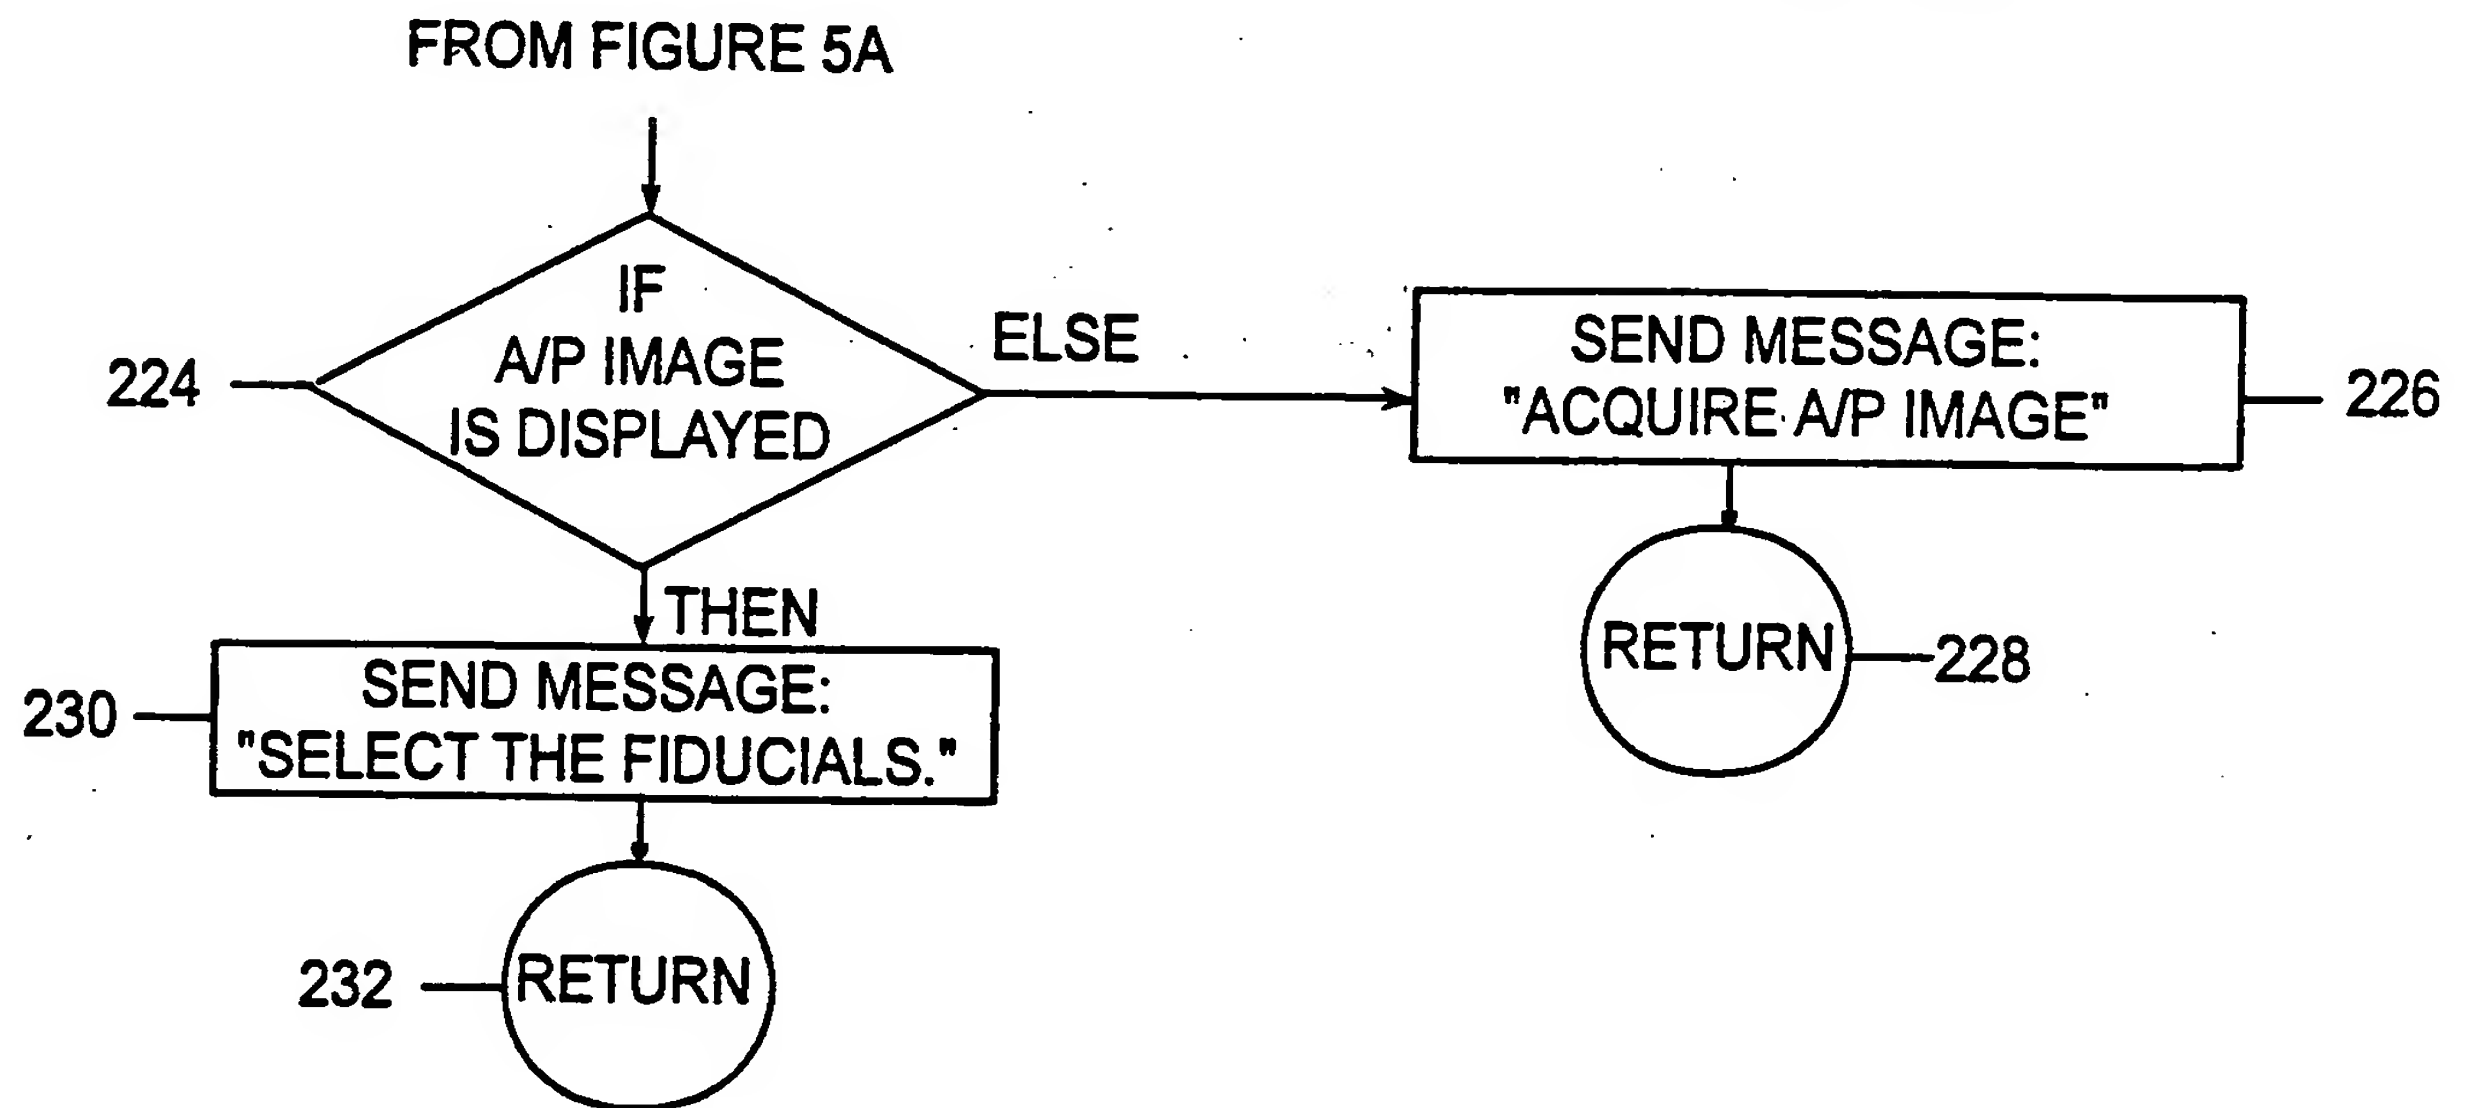 FROM FIGURE 5A
IF
A/P IMAGE
IS DISPLAYED
224
ELSE
SEND MESSAGE:
"ACQUIRE A/P IMAGE"
226
RETURN
228
THEN
SEND MESSAGE:
"SELECT THE FIDUCIALS."
230
RETURN
232